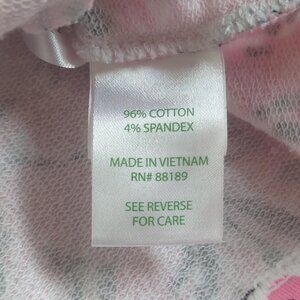 96% COTTON
4% SPANDEX
MADE IN VIETNAM
RN# 88189
SEE REVERSE
FOR CARE